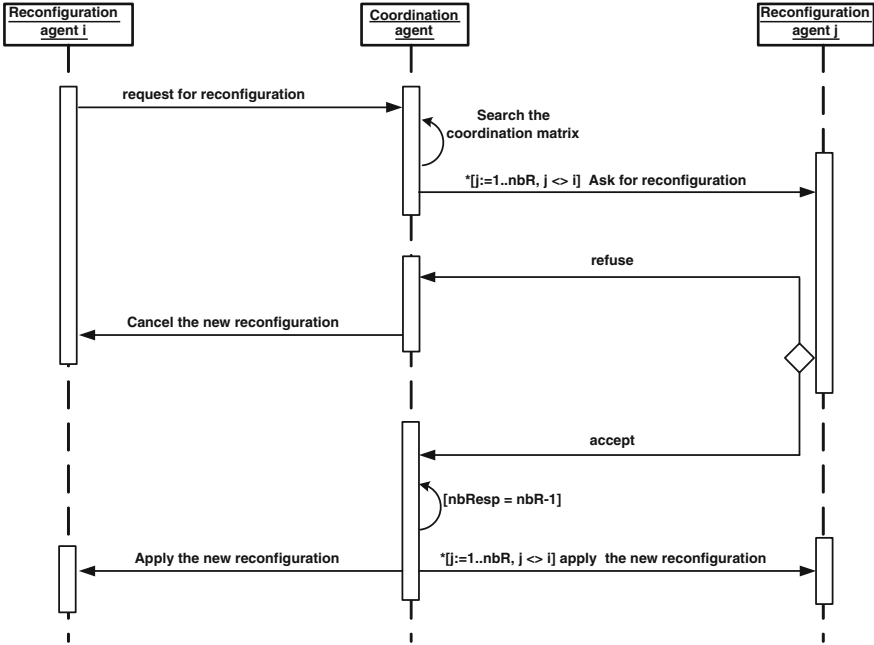 Reconfiguration
agent i
Coordination
agent
Reconfiguration
agent j
request for reconfiguration
Search the
coordination matrix
*[j:=1..nbR, j <> i] Ask for reconfiguration
refuse
Cancel the new reconfiguration
accept
[nbResp = nbR-1]
Apply the new reconfiguration
*[j:=1..nbR, j <> i] apply the new reconfiguration